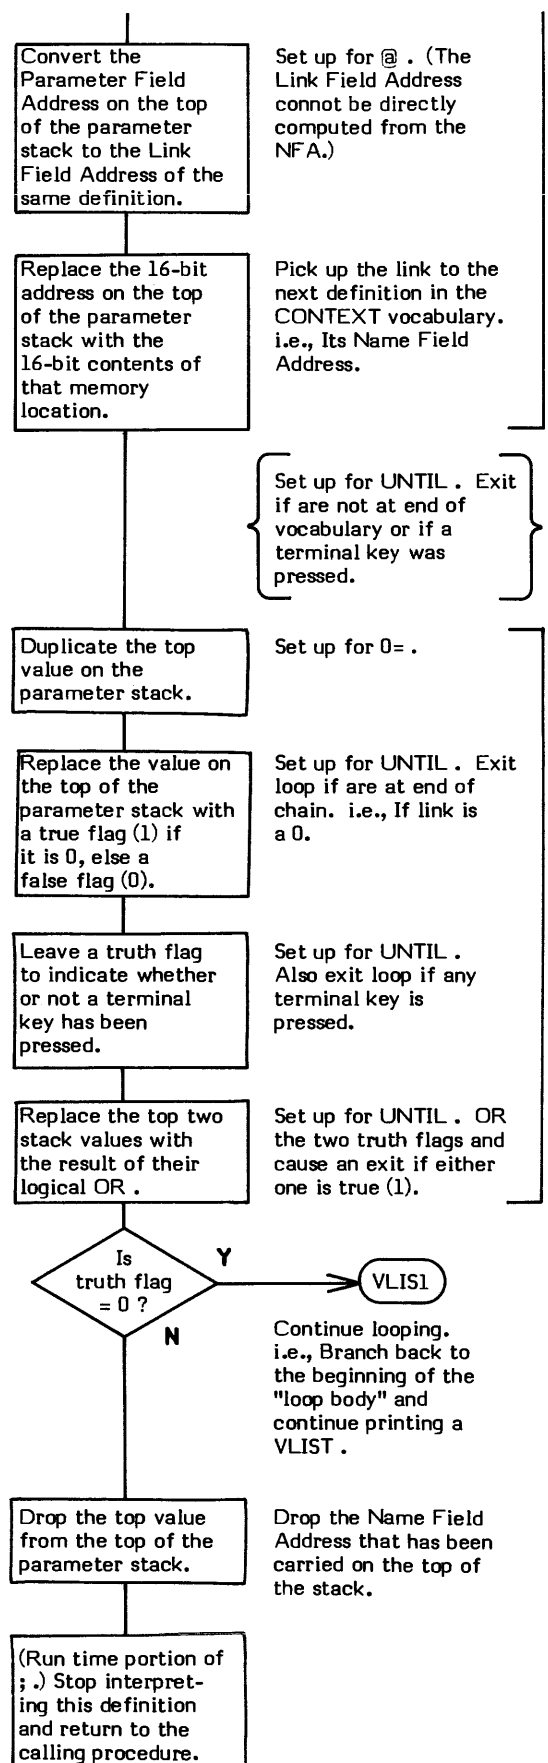 Convert the
Parameter Field
Address on the top
of the parameter
stack to the Link
Field Address of the
same definition.
Set up for @ . (The
Link Field Address
connot be directly
computed from the
NFA.)
Replace the 16-bit
address on the top
of the parameter
stack with the
16-bit contents of
that memory
location.
Pick up the link to the
next definition in the
CONTEXT vocabulary.
i.e., Its Name Field
Address.
Set up for UNTIL . Exit
if are not at end of
vocabulary or if a
terminal key was
pressed.
Duplicate the top
value on the
parameter stack.
Set up for 0= .
Replace the value on
the top of the
parameter stack with
a true flag (1) if
it is 0, else a
false flag (0).
Set up for UNTIL . Exit
loop if are at end of
chain. i.e., If link is
a 0.
Leave a truth flag
to indicate whether
or not a terminal
key has been
pressed.
Set up for UNTIL .
Also exit loop if any
terminal key is
pressed.
Replace the top two
stack values with
the result of their
logical OR .
Set up for UNTIL . OR
the two truth flags and
cause an exit if either
one is true (1).
Is
truth flag
= 0 ?
Y
VLIS1
N
Continue looping.
i.e., Branch back to
the beginning of the
"loop body" and
continue printing a
VLIST .
Drop the top value
from the top of the
parameter stack.
Drop the Name Field
Address that has been
carried on the top of
the stack.
(Run time portion of
; .) Stop interpret-
ing this definition
and return to the
calling procedure.